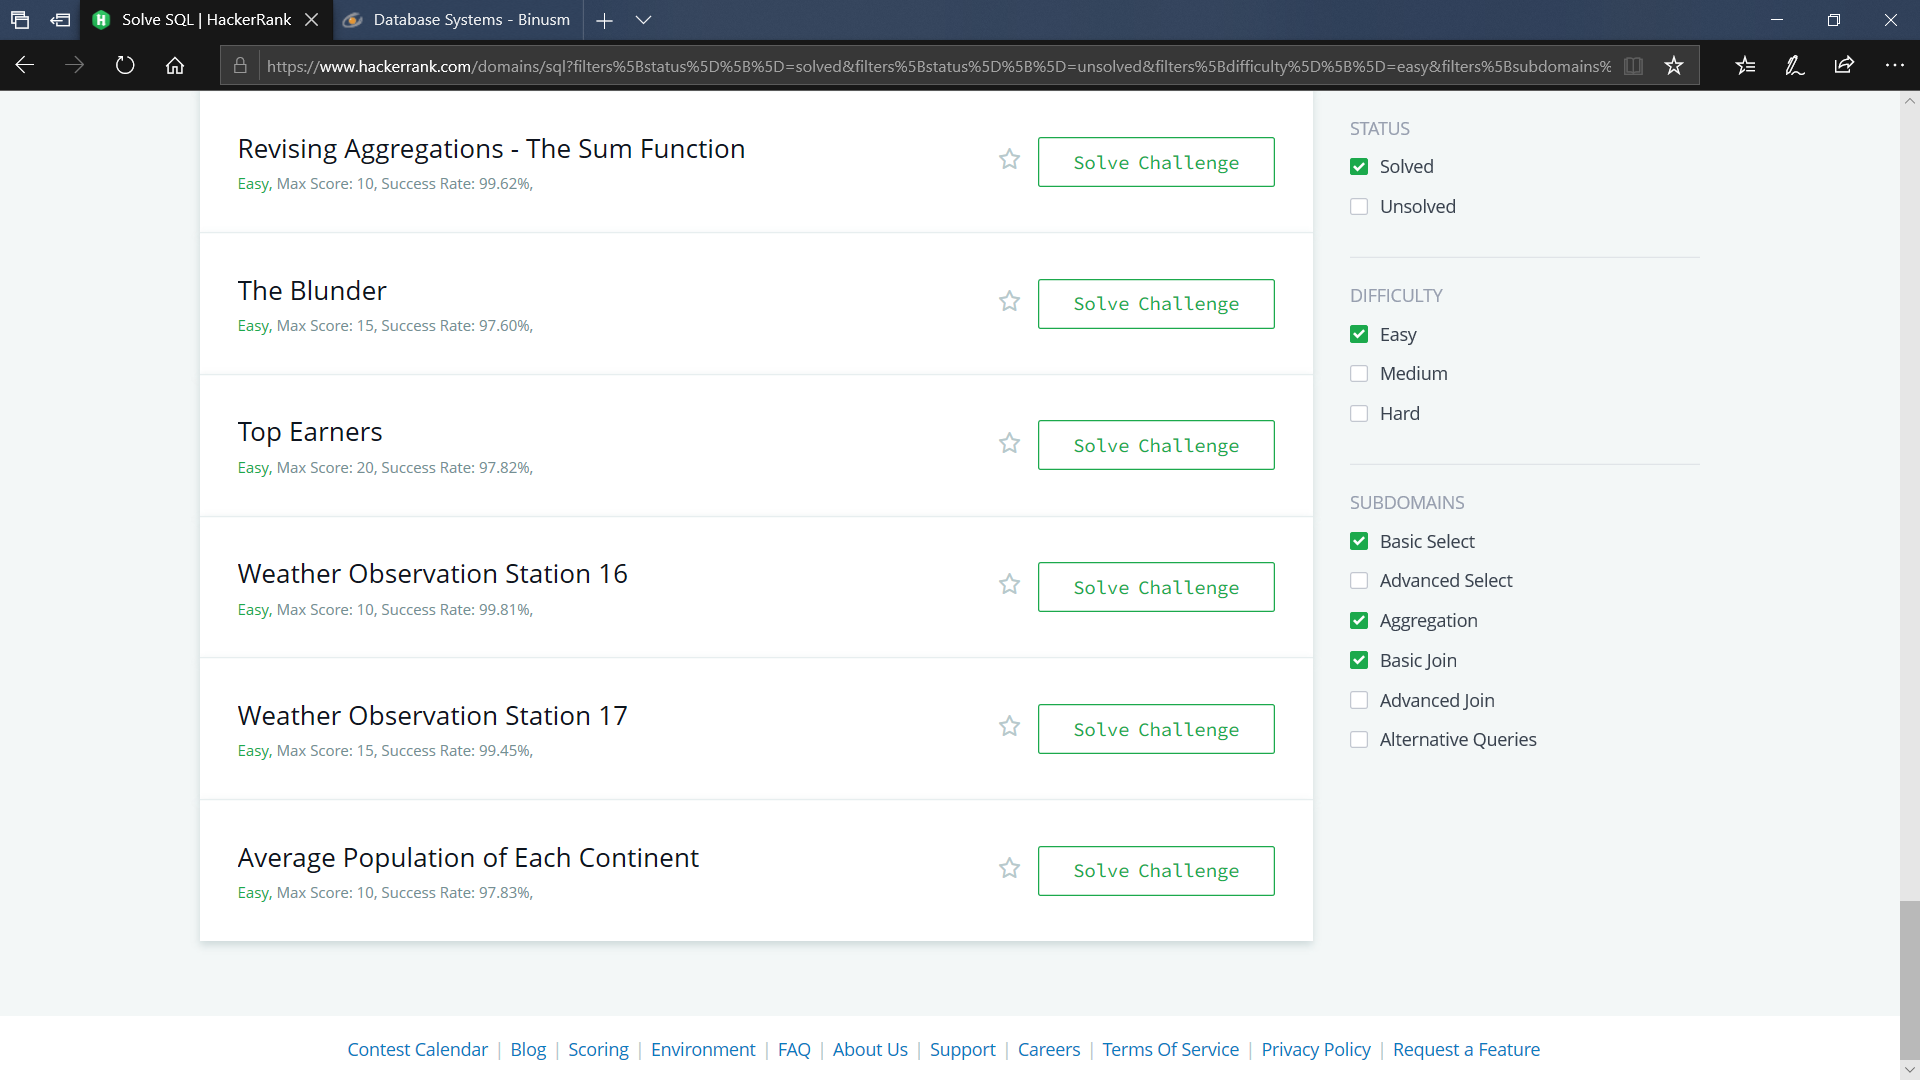 Solve SQL | HackerRank
Database Systems - Binusm
https://www.hackerrank.com/domains/sql?filters%5Bstatus%5D%5B%5D=solved&filters%5Bstatus%5D%5B%5D=unsolved&filters%5Bdifficulty%5D%5B%5D=easy&filters%5Bsubdomains%
Revising Aggregations - The Sum Function
Easy, Max Score: 10, Success Rate: 99.62%,
Solve Challenge
The Blunder
Easy, Max Score: 15, Success Rate: 97.60%,
Solve Challenge
Top Earners
Easy, Max Score: 20, Success Rate: 97.82%,
Solve Challenge
Weather Observation Station 16
Easy, Max Score: 10, Success Rate: 99.81%,
Solve Challenge
Weather Observation Station 17
Easy, Max Score: 15, Success Rate: 99.45%,
Solve Challenge
Average Population of Each Continent
Easy, Max Score: 10, Success Rate: 97.83%,
Solve Challenge
STATUS
Solved
Unsolved
DIFFICULTY
Easy
Medium
Hard
SUBDOMAINS
Basic Select
Advanced Select
Aggregation
Basic Join
Advanced Join
Alternative Queries
Contest Calendar | Blog | Scoring | Environment | FAQ | About Us | Support | Careers | Terms Of Service | Privacy Policy | Request a Feature